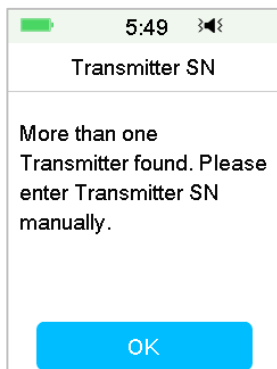 5:49
Transmitter SN
More than one
Transmitter found. Please
enter Transmitter SN
manually.
OK